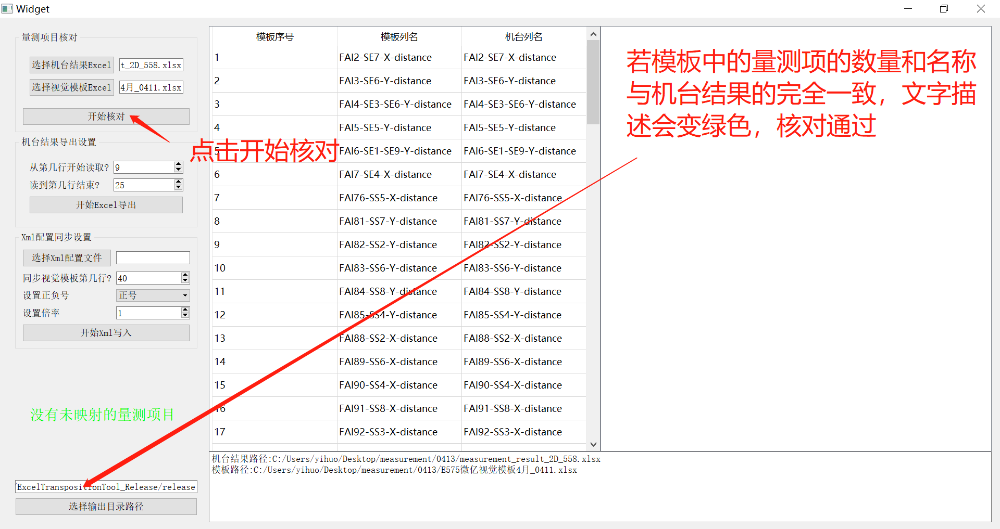 Widget
量测项目核对
选择机台结果Excel t_2D_558.xlsx
选择视觉模板Excel 4月_0411.xlsx
开始核对
机台结果导出设置
从第几行开始读取? 9
读到第几行结束? 25
开始Excel导出
Xml配置同步设置
选择Xml配置文件
同步视觉模板第几行? 40
设置正负号 正号
设置倍率 1
开始Xml写入
没有未映射的量测项目
/ExcelTranspositionTool_Release/release
选择输出目录路径
点击开始核对
模板序号 模板列名 机台列名
1 FAI2-SE7-X-distance FAI2-SE7-X-distance
2 FAI3-SE6-Y-distance FAI3-SE6-Y-distance
3 FAI4-SE3-SE6-Y-distance FAI4-SE3-SE6-Y-distance
4 FAI5-SE5-Y-distance FAI5-SE5-Y-distance
5 FAI6-SE1-SE9-Y-distance FAI6-SE1-SE9-Y-distance
6 FAI7-SE4-X-distance FAI7-SE4-X-distance
7 FAI76-SS5-X-distance FAI76-SS5-X-distance
8 FAI81-SS7-Y-distance FAI81-SS7-Y-distance
9 FAI82-SS2-Y-distance FAI82-SS2-Y-distance
10 FAI83-SS6-Y-distance FAI83-SS6-Y-distance
11 FAI84-SS8-Y-distance FAI84-SS8-Y-distance
12 FAI85-SS4-Y-distance FAI85-SS4-Y-distance
13 FAI88-SS2-X-distance FAI88-SS2-X-distance
14 FAI89-SS6-X-distance FAI89-SS6-X-distance
15 FAI90-SS4-X-distance FAI90-SS4-X-distance
16 FAI91-SS8-X-distance FAI91-SS8-X-distance
17 FAI92-SS3-X-distance FAI92-SS3-X-distance
若模板中的量测项的数量和名称
与机台结果的完全一致，文字描
述会变绿色，核对通过
机台结果路径:C:/Users/yihuo/Desktop/measurement/0413/measurement_result_2D_558.xlsx
模板路径:C:/Users/yihuo/Desktop/measurement/0413/E575微亿视觉模板4月_0411.xlsx